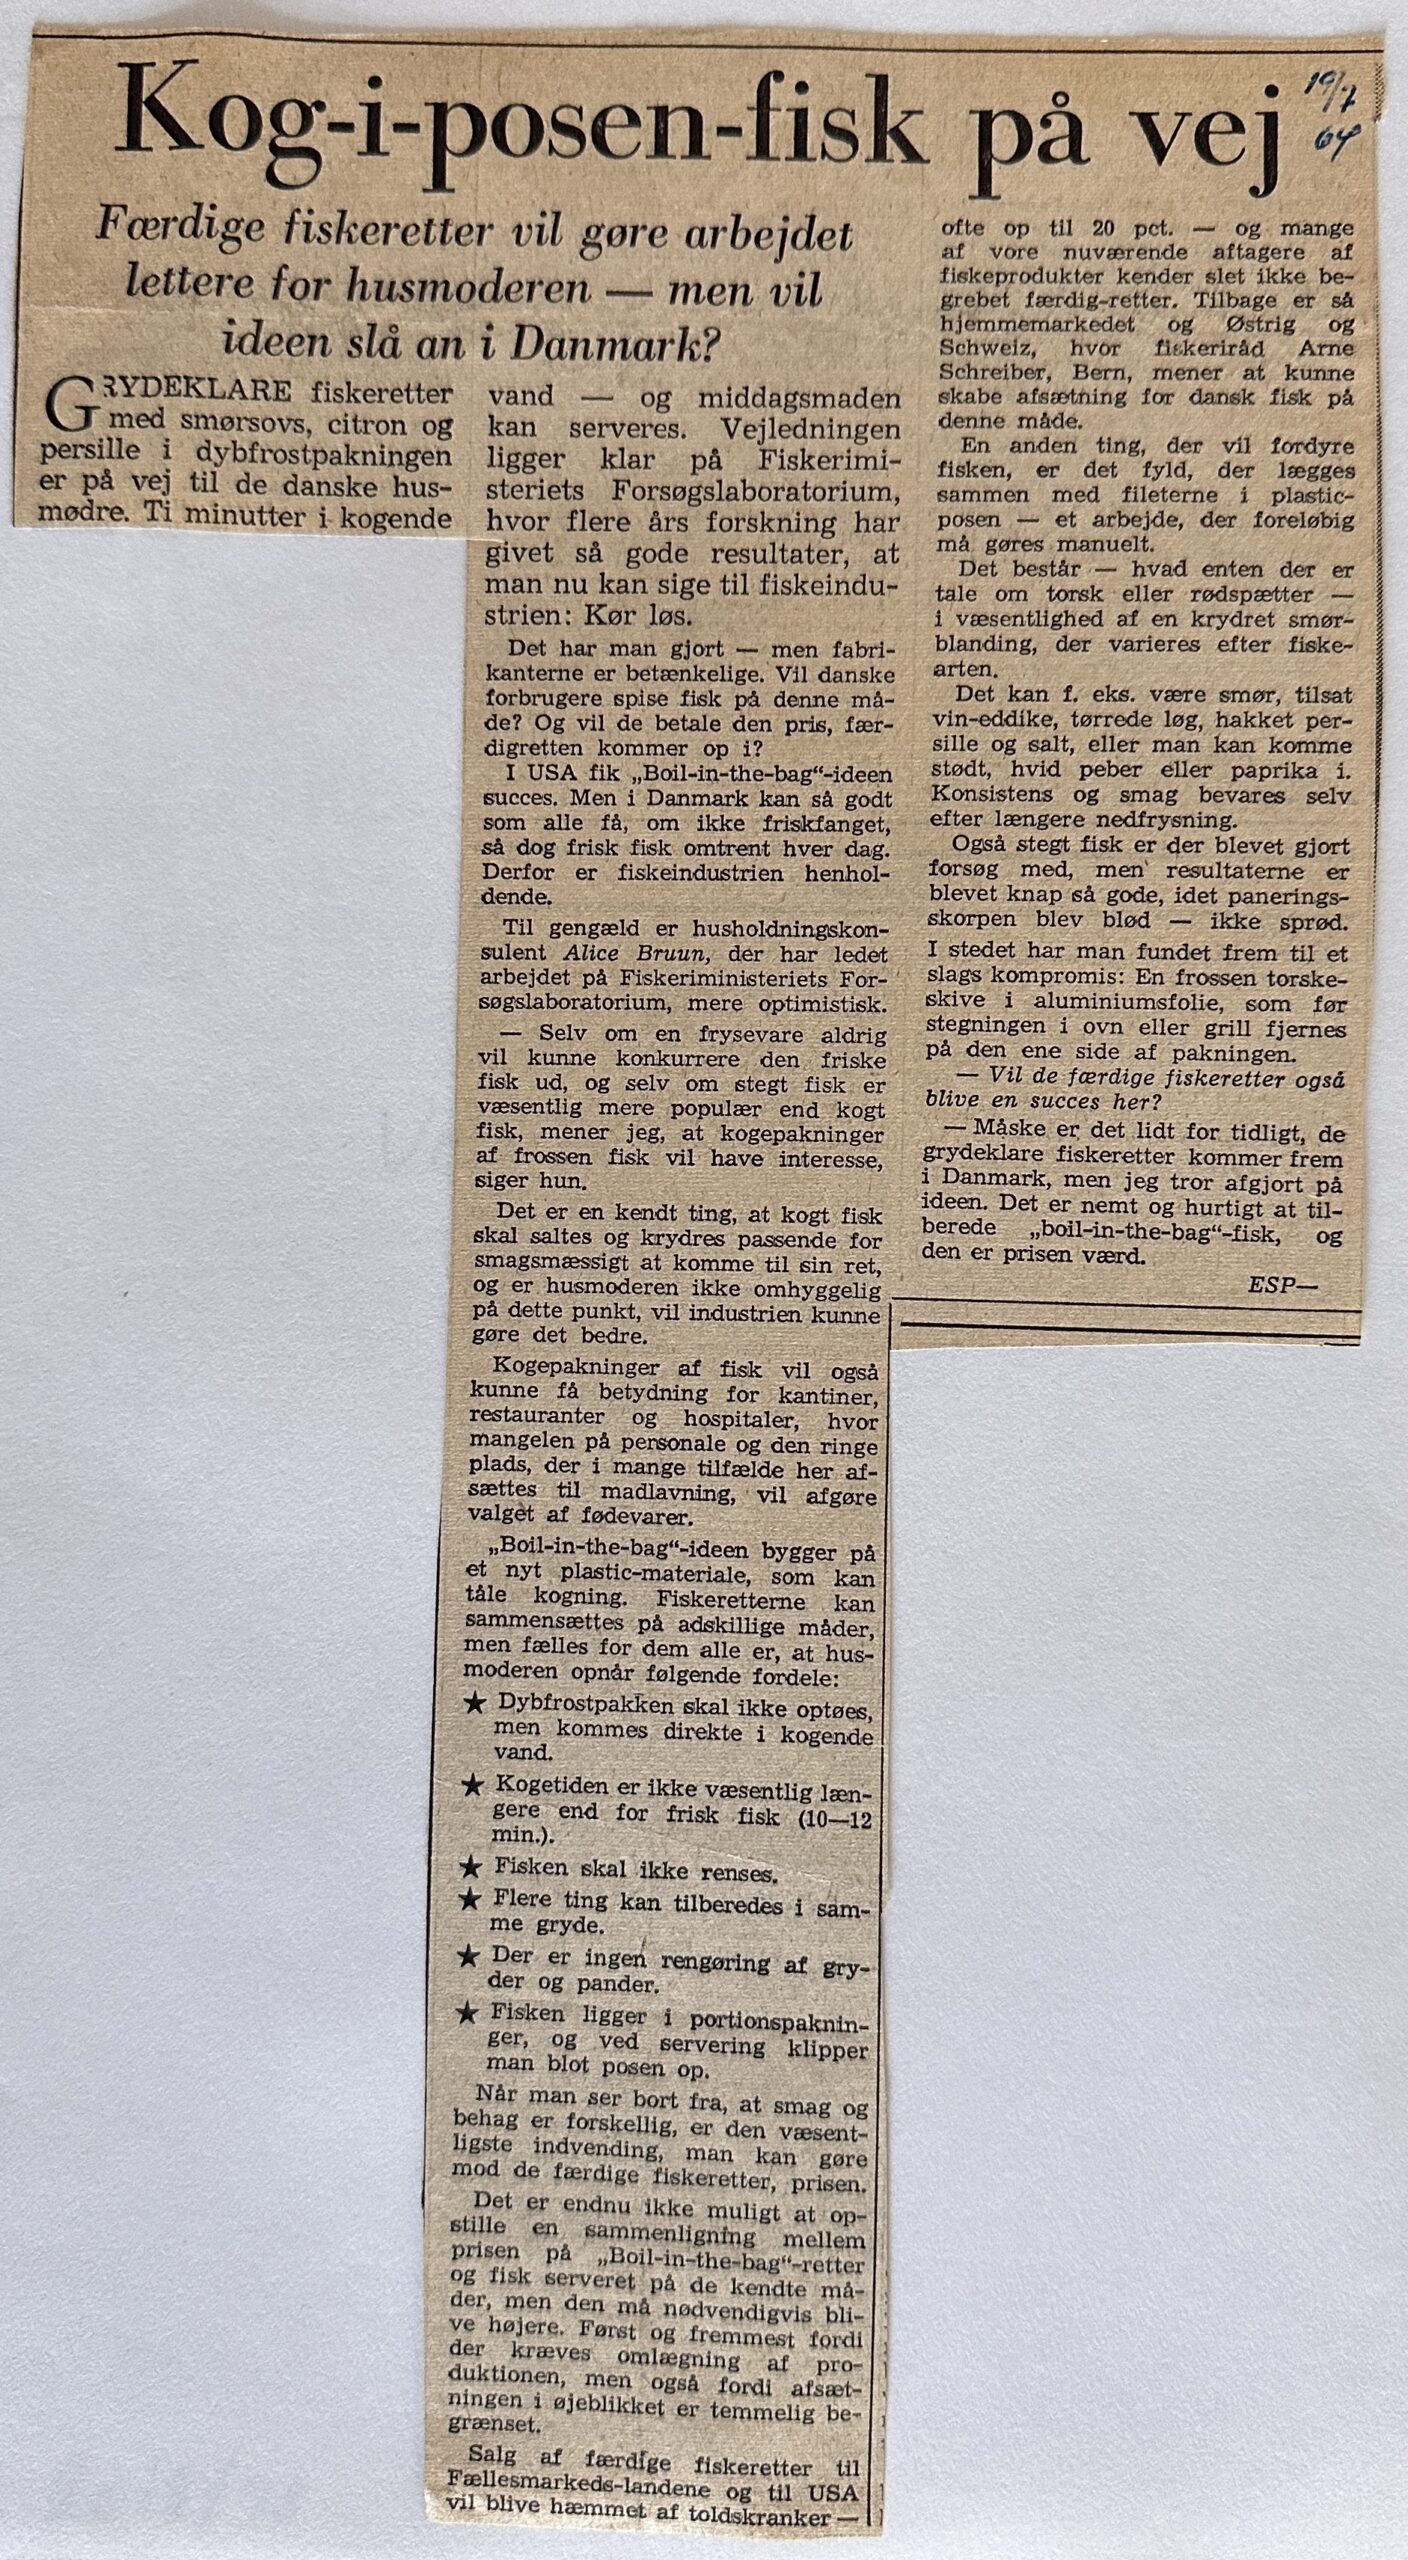 Kog-i-posen-fisk på vej
19/7
64
Færdige fiskeretter vil gøre arbejdet
lettere for husmoderen — men vil
ideen slå an i Danmark?
GRYDEKLARE fiskeretter
med smørsovs, citron og
persille i dybfrostpakningen
er på vej til de danske hus-
mødre. Ti minutter i kogende
vand — og middagsmaden
kan serveres. Vejledningen
ligger klar på Fiskerimi-
steriets Forsøgslaboratorium,
hvor flere års forskning har
givet så gode resultater, at
man nu kan sige til fiskeindu-
strien: Kør løs.
Det har man gjort — men fabri-
kanterne er betænkelige. Vil danske
forbrugere spise fisk på denne må-
de? Og vil de betale den pris, fær-
digretten kommer op i?
I USA fik „Boil-in-the-bag“-ideen
succes. Men i Danmark kan så godt
som alle få, om ikke friskfanget,
så dog frisk fisk omtrent hver dag.
Derfor er fiskeindustrien henhol-
dende.
Til gengæld er husholdningskon-
sulent Alice Bruun, der har ledet
arbejdet på Fiskeriministeriets For-
søgslaboratorium, mere optimistisk.
— Selv om en frysevare aldrig
vil kunne konkurrere den friske
fisk ud, og selv om stegt fisk er
væsentlig mere populær end kogt
fisk, mener jeg, at kogepakninger
af frossen fisk vil have interesse,
siger hun.
Det er en kendt ting, at kogt fisk
skal saltes og krydres passende for
smagsmæssigt at komme til sin ret,
og er husmoderen ikke omhyggelig
på dette punkt, vil industrien kunne
gøre det bedre.
Kogepakninger af fisk vil også
kunne få betydning for kantiner,
restauranter og hospitaler, hvor
mangelen på personale og den ringe
plads, der i mange tilfælde her af-
sættes til madlavning, vil afgøre
valget af fødevarer.
„Boil-in-the-bag“-ideen bygger på
et nyt plastic-materiale, som kan
tåle kogning. Fiskeretterne kan
sammensættes på adskillige måder,
men fælles for dem alle er, at hus-
moderen opnår følgende fordele:
★ Dybfrostpakken skal ikke optøes,
men kommes direkte i kogende
vand.
★ Kogetiden er ikke væsentlig læn-
gere end for frisk fisk (10—12
min.).
★ Fisken skal ikke renses.
★ Flere ting kan tilberedes i sam-
me gryde.
★ Der er ingen rengøring af gry-
der og pander.
★ Fisken ligger i portionspaknin-
ger, og ved servering klipper
man blot posen op.
Når man ser bort fra, at smag og
behag er forskellig, er den væsent-
ligste indvending, man kan gøre
mod de færdige fiskeretter, prisen.
Det er endnu ikke muligt at op-
stille en sammenligning mellem
prisen på „Boil-in-the-bag“-retter
og fisk serveret på de kendte må-
der, men den må nødvendigvis bli-
ve højere. Først og fremmest fordi
der kræves omlægning af pro-
duktionen, men også fordi afsæt-
ningen i øjeblikket er temmelig be-
grænset.
Salg af færdige fiskeretter til
Fællesmarkeds-landene og til USA
vil blive hæmmet af toldskranker —
ofte op til 20 pct. — og mange
af vore nuværende aftagere af
fiskeprodukter kender slet ikke be-
grebet færdig-retter. Tilbage er så
hjemmemarkedet og Østrig og
Schweiz, hvor fiskeriråd Arne
Schreiber, Bern, mener at kunne
skabe afsætning for dansk fisk på
denne måde.
En anden ting, der vil fordyre
fisken, er det fyld, der lægges
sammen med fileterne i plastic-
posen — et arbejde, der foreløbig
må gøres manuelt.
Det består — hvad enten der er
tale om torsk eller rødspætter —
i væsentlighed af en krydret smør-
blanding, der varieres efter fiske-
arten.
Det kan f. eks. være smør, tilsat
vin-eddike, tørrede løg, hakket per-
sille og salt, eller man kan komme
stødt, hvid peber eller paprika i.
Konsistens og smag bevares selv
efter længere nedfrysning.
Også stegt fisk er der blevet gjort
forsøg med, men resultaterne er
blevet knap så gode, idet panerings-
skorpen blev blød — ikke sprød.
I stedet har man fundet frem til et
slags kompromis: En frossen torske-
skive i aluminiumsfolie, som før
stegningen i ovn eller grill fjernes
på den ene side af pakningen.
— Vil de færdige fiskeretter også
blive en succes her?
— Måske er det lidt for tidligt, de
grydeklare fiskeretter kommer frem
i Danmark, men jeg tror afgjort på
ideen. Det er nemt og hurtigt at til-
berede „boil-in-the-bag“-fisk, og
den er prisen værd.
ESP—